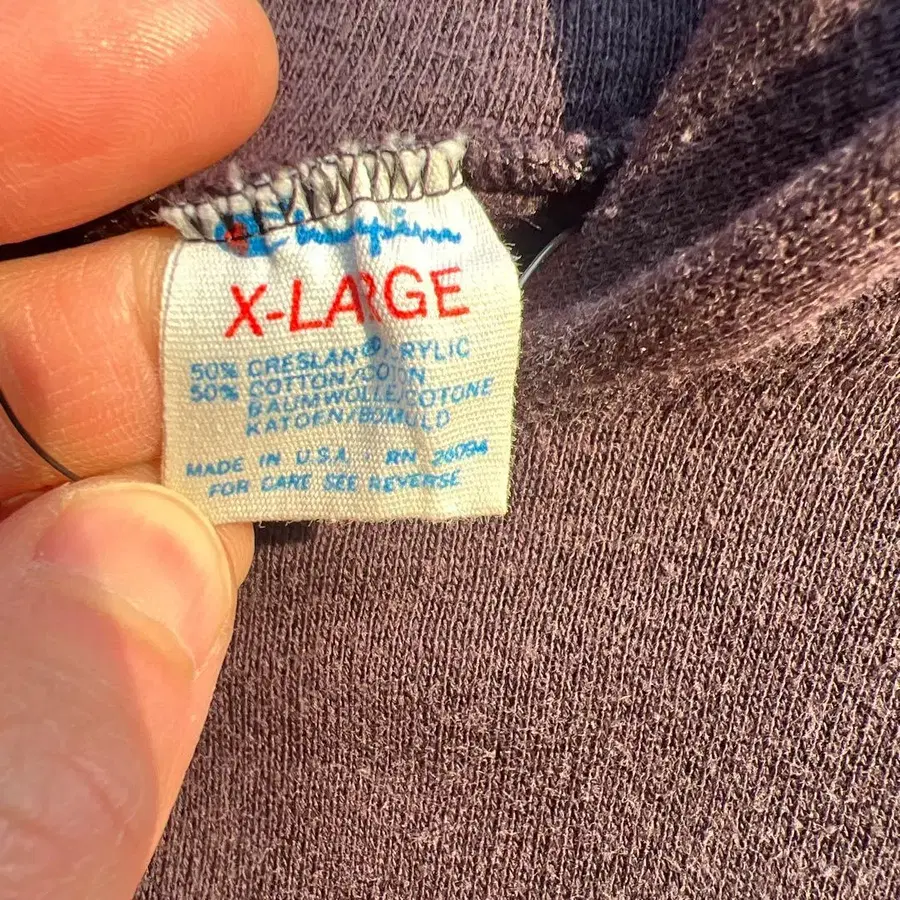 Champion
X-LARGE
50% CRESLAN® ACRYLIC
50% COTTON/COTON
BAUMWOLLE/COTONE
KATOEN/BOMULD
MADE IN U.S.A. RN 26094
FOR CARE SEE REVERSE